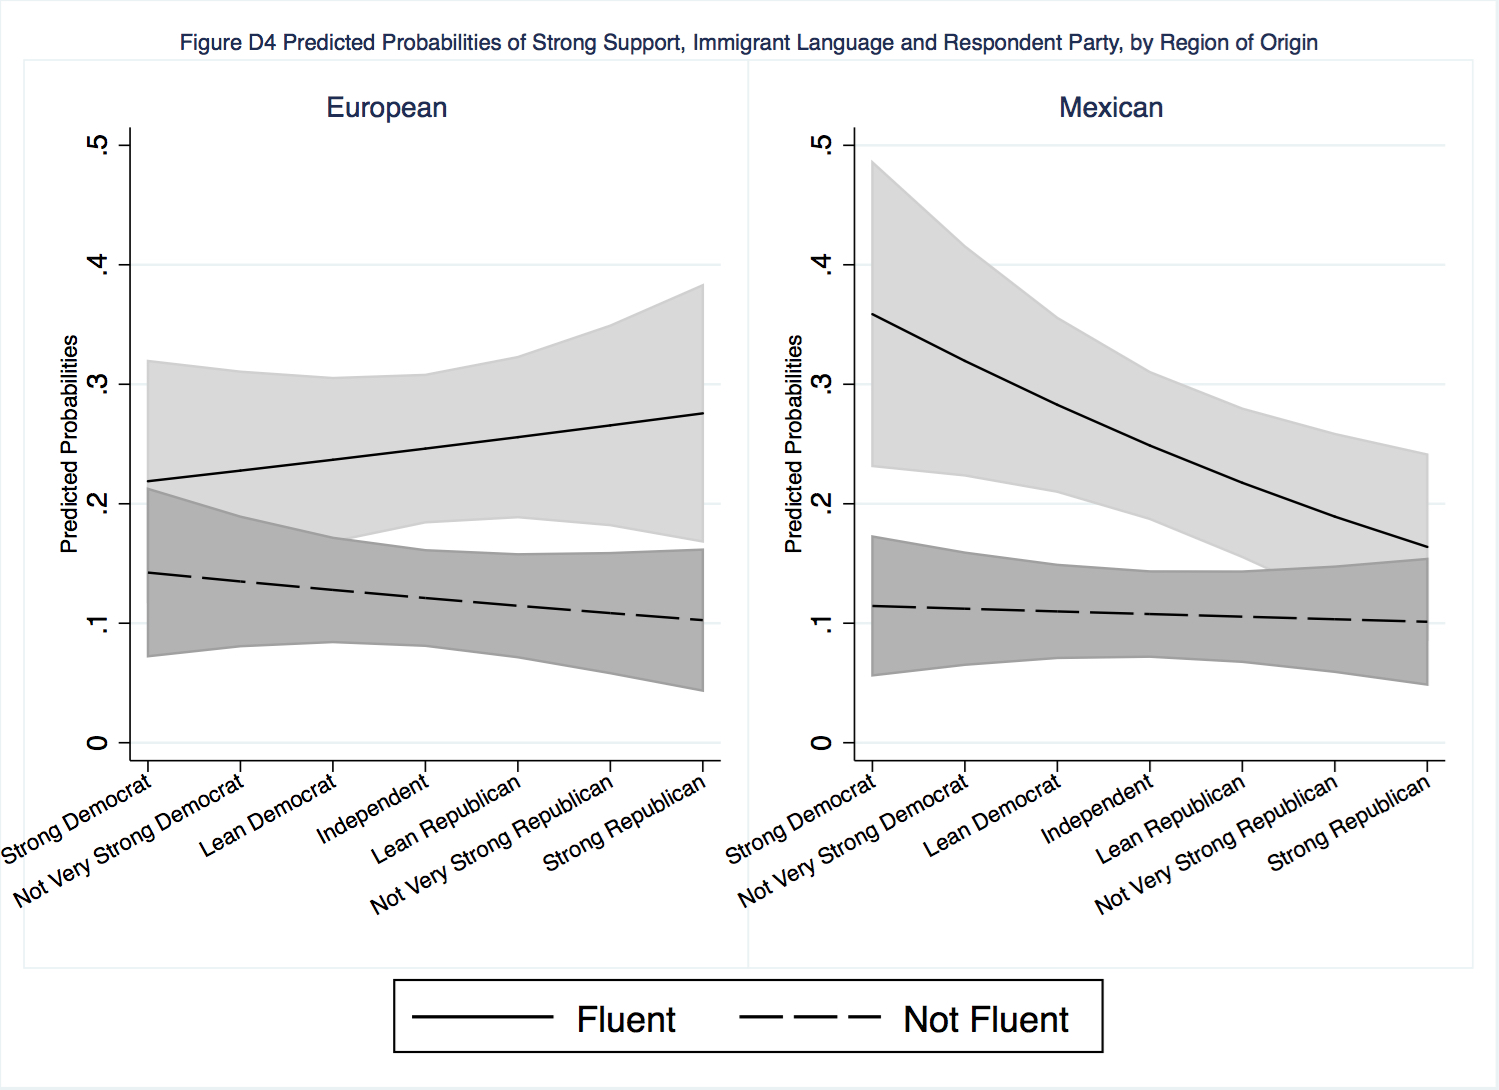 Figure D4 Predicted Probabilities of Strong Support, Immigrant Language and Respondent Party, by Region of Origin
European
Predicted Probabilities
.5
.4
.3
.2
.1
0
Strong Democrat
Not Very Strong Democrat
Lean Democrat
Independent
Lean Republican
Not Very Strong Republican
Strong Republican
Mexican
Predicted Probabilities
.5
.4
.3
.2
.1
0
Strong Democrat
Not Very Strong Democrat
Lean Democrat
Independent
Lean Republican
Not Very Strong Republican
Strong Republican
Fluent
Not Fluent